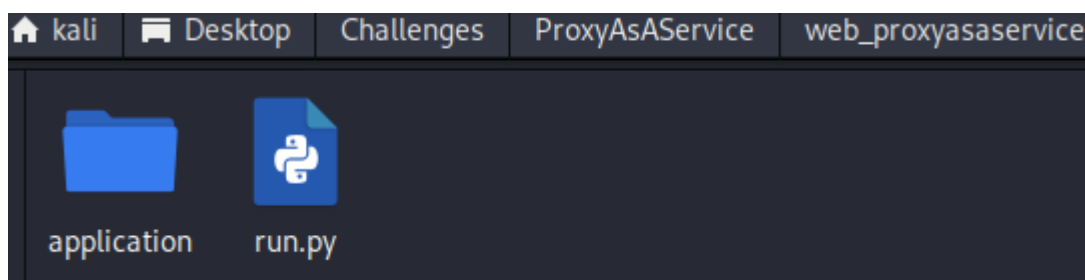 kali Desktop Challenges ProxyAsAService web_proxyasaservice
application run.py